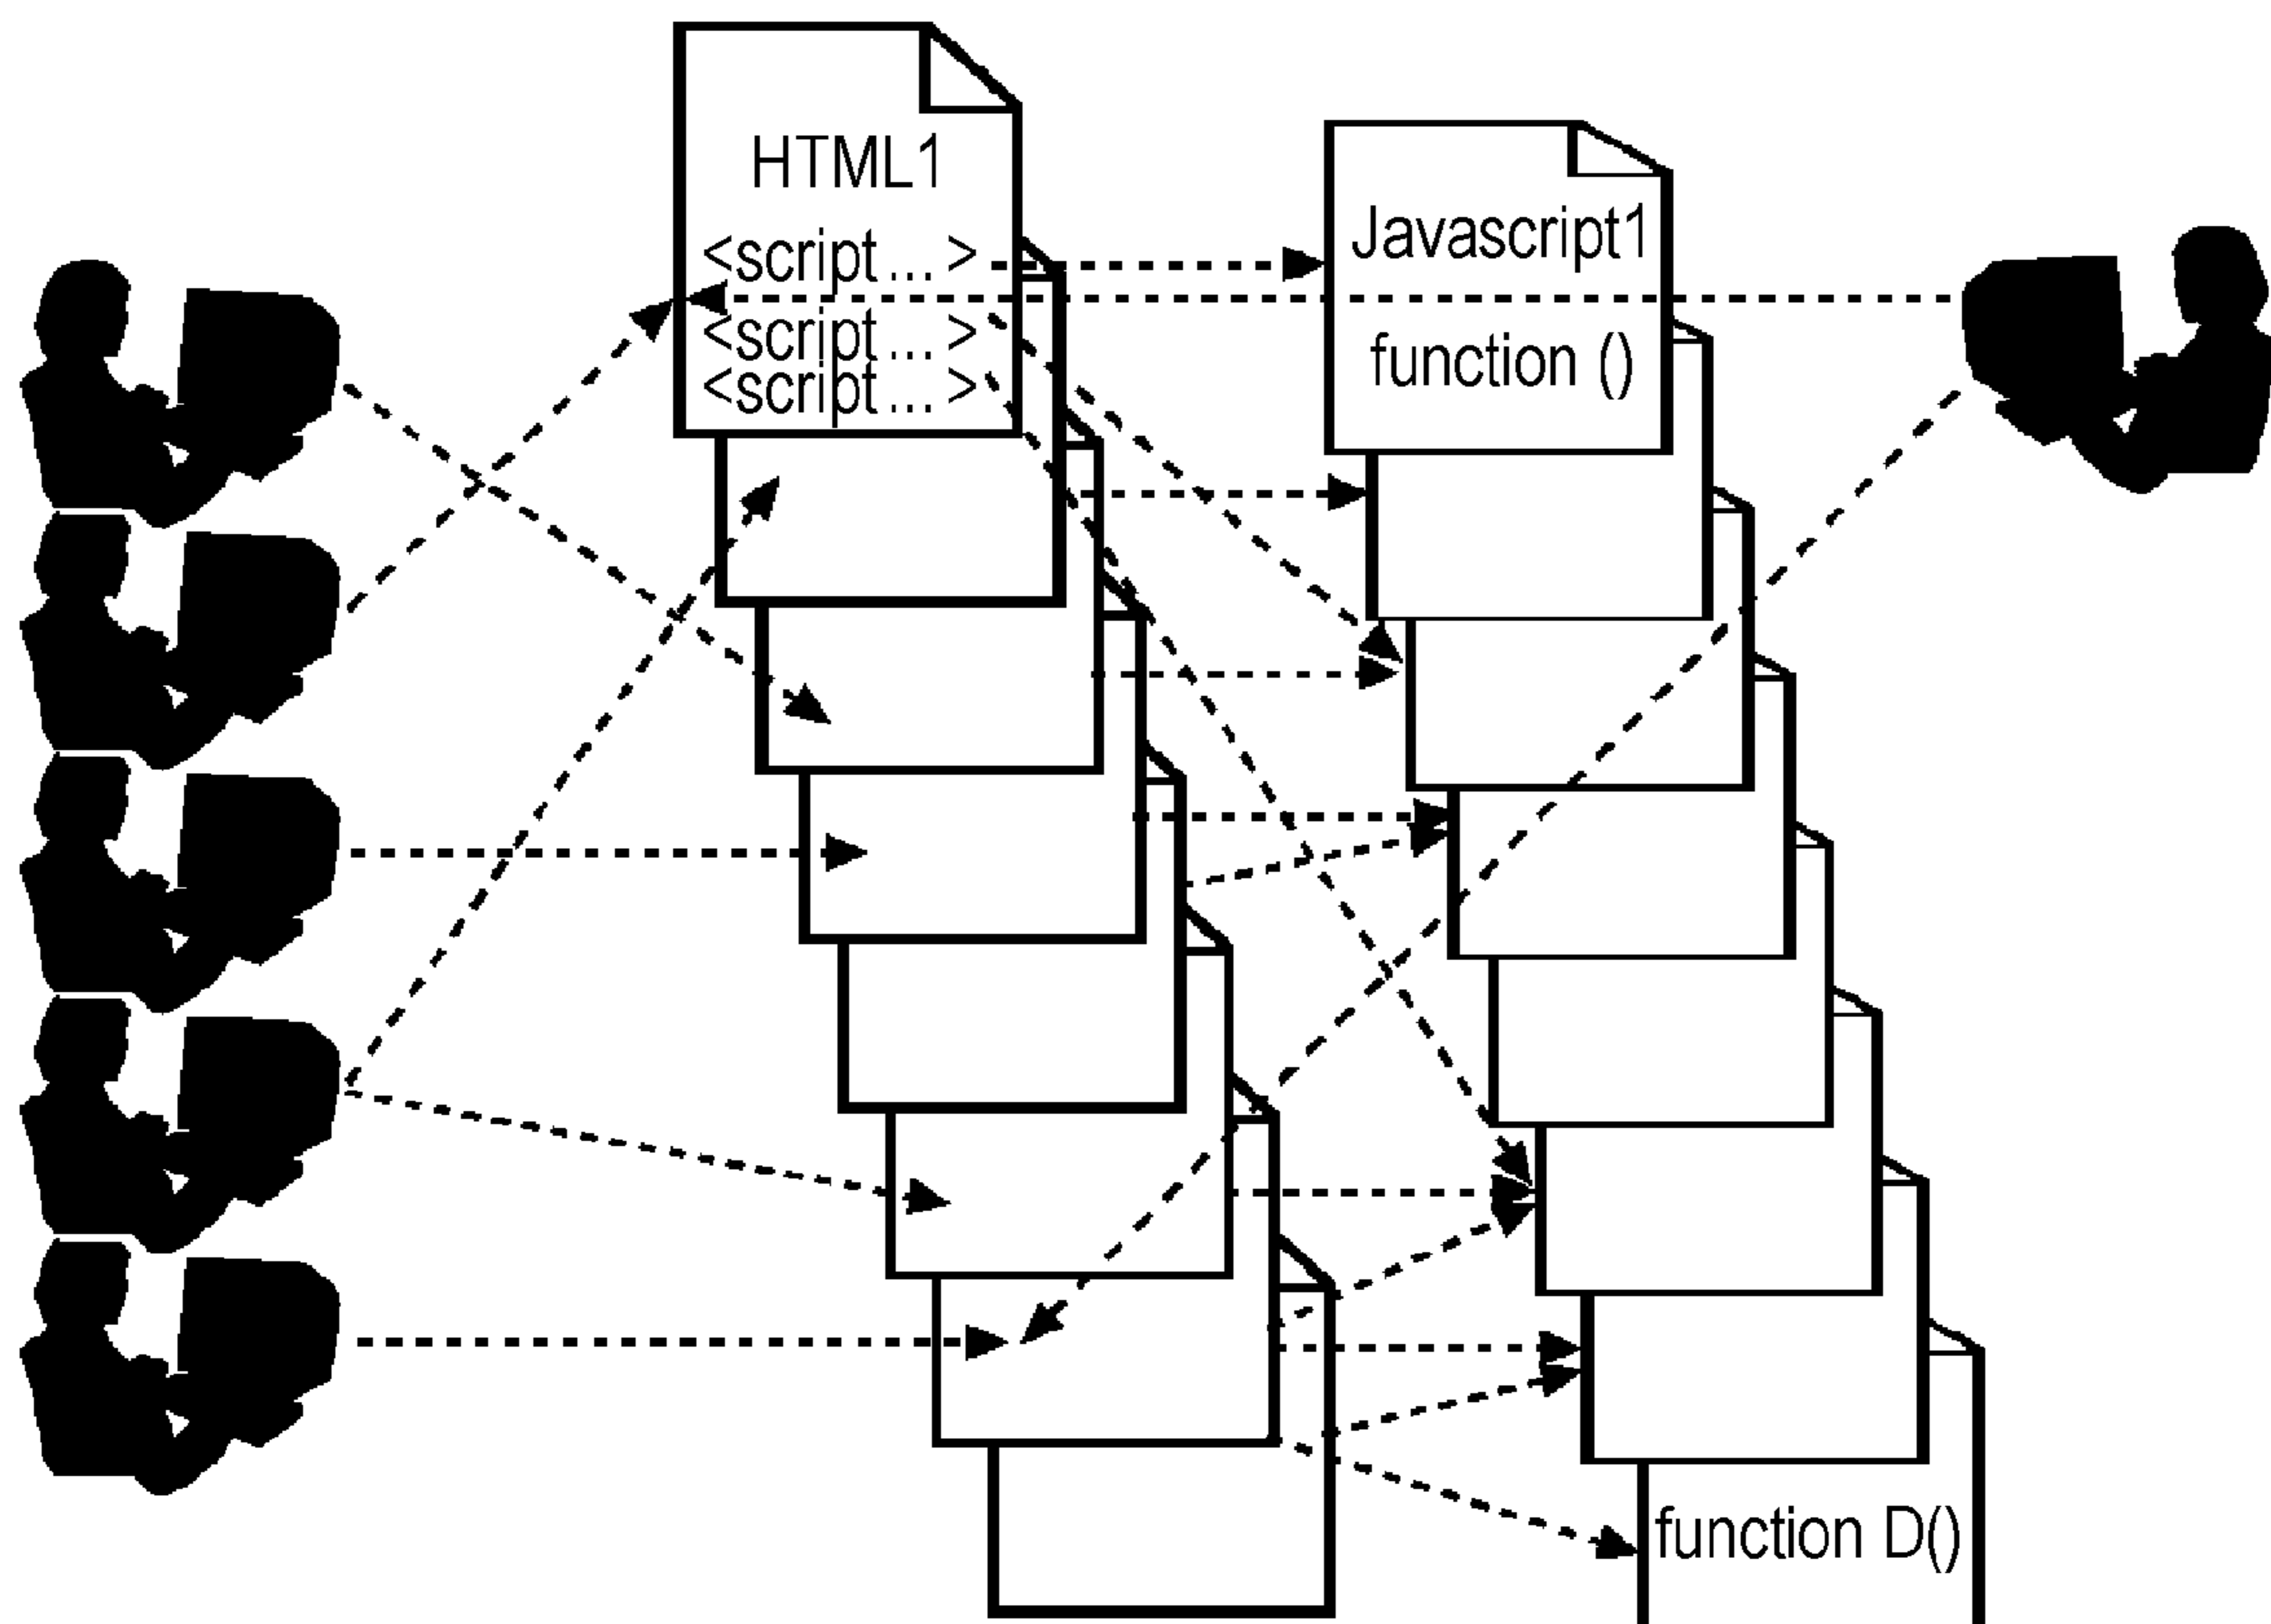 HTML1
<script ... >
<script ... >
<script ... >
Javascript1
function ()
function D()